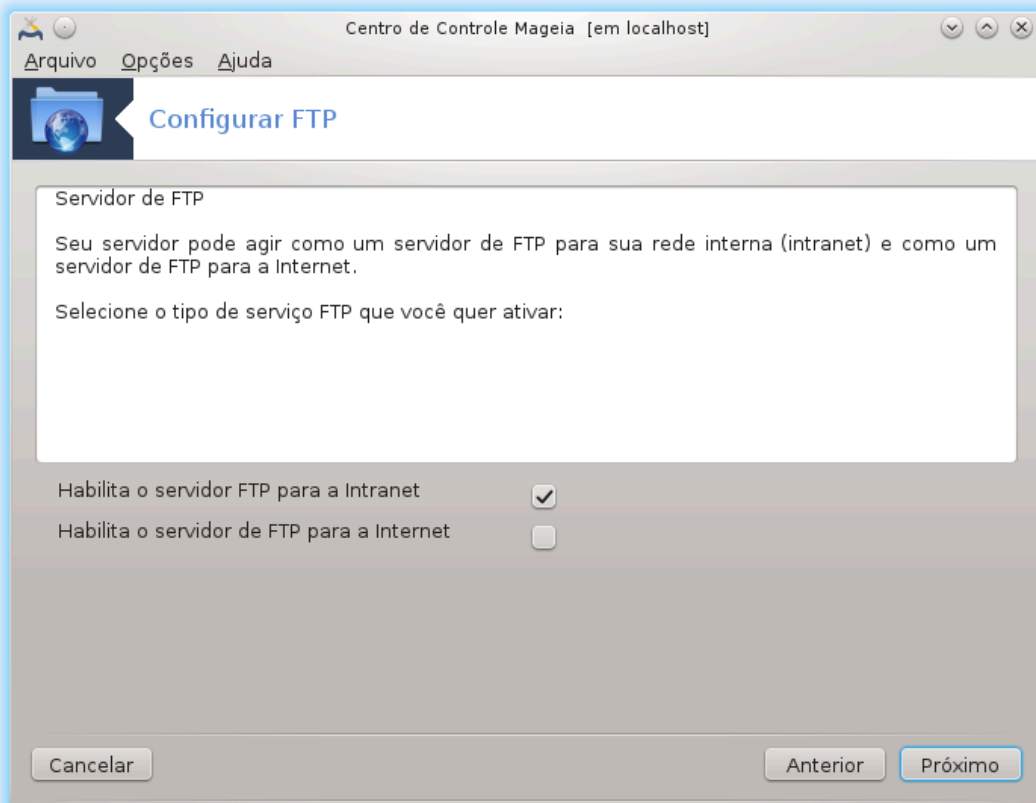 Centro de Controle Mageia [em localhost]
Arquivo Opções Ajuda
Configurar FTP
Servidor de FTP
Seu servidor pode agir como um servidor de FTP para sua rede interna (intranet) e como um
servidor de FTP para a Internet.
Selecione o tipo de serviço FTP que você quer ativar:
Habilita o servidor FTP para a Intranet
Habilita o servidor de FTP para a Internet
Cancelar Anterior Próximo